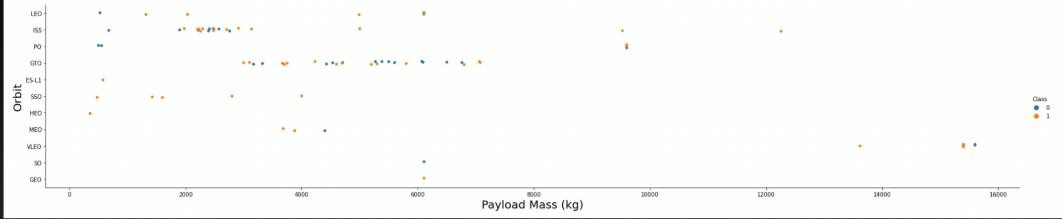 LEO
ISS
PO
GTO
ES-L1
SSO
HEO
MEO
VLEO
SO
GEO
Orbit
0 2000 4000 6000 8000 10000 12000 14000 16000
Payload Mass (kg)
Class
0
1